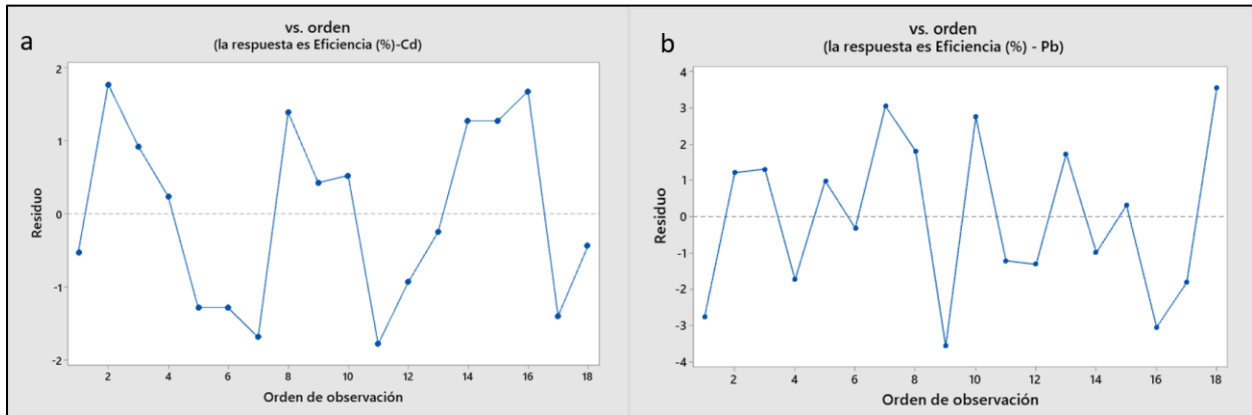 a
vs. orden
(la respuesta es Eficiencia (%)-Cd)
2
1
0
-1
-2
Residuo
2 4 6 8 10 12 14 16 18
Orden de observación
b
vs. orden
(la respuesta es Eficiencia (%) - Pb)
4
3
2
1
0
-1
-2
-3
-4
Residuo
2 4 6 8 10 12 14 16 18
Orden de observación